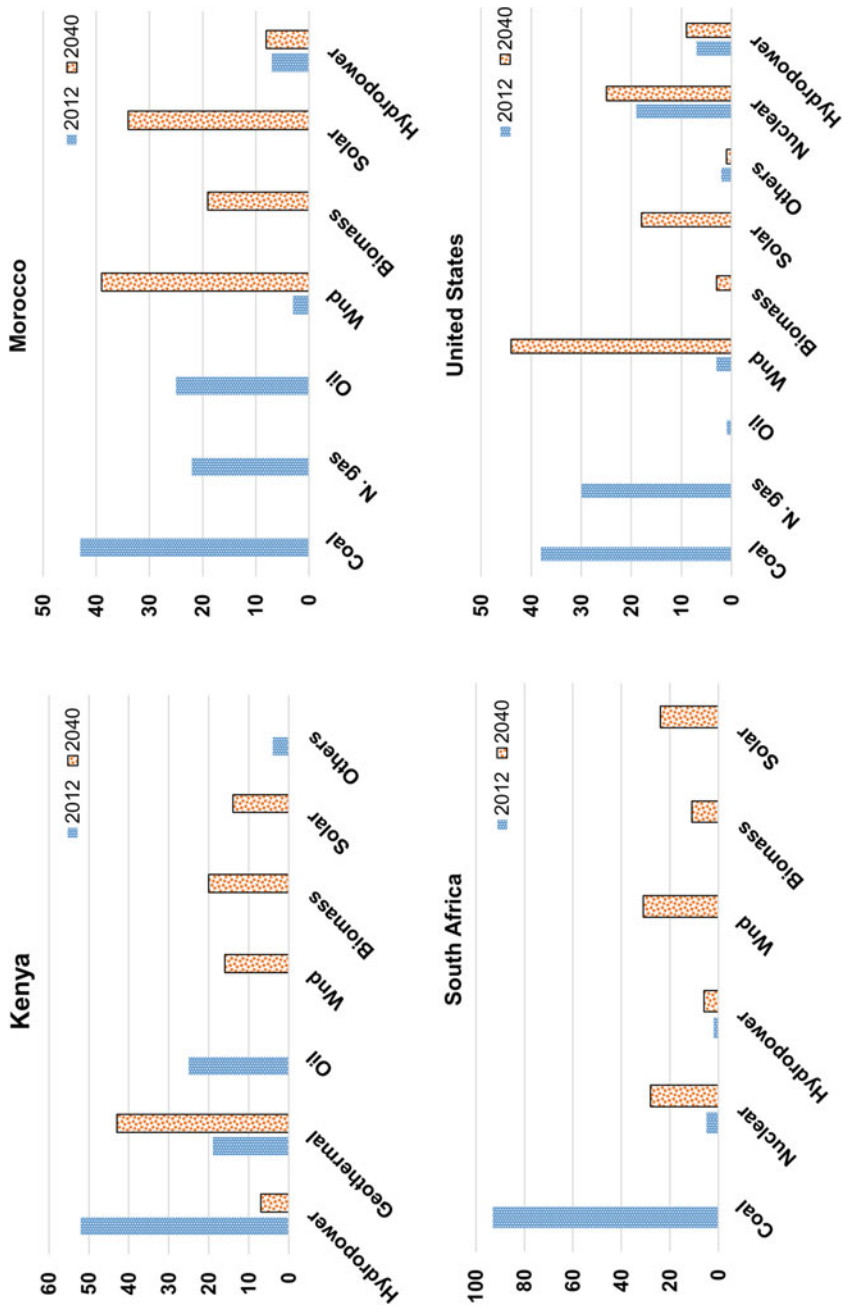 Kenya
2012 2040
60
50
40
30
20
10
0
Hydropower
Geothermal
Oil
Wnd
Biomass
Solar
Others
Morocco
2012 2040
50
40
30
20
10
0
Coal
N. gas
Oil
Wnd
Biomass
Solar
Hydropower
South Africa
2012 2040
100
80
60
40
20
0
Coal
Nuclear
Hydropower
Wnd
Biomass
Solar
United States
2012 2040
50
40
30
20
10
0
Coal
N. gas
Oil
Wnd
Biomass
Solar
Others
Nuclear
Hydropower